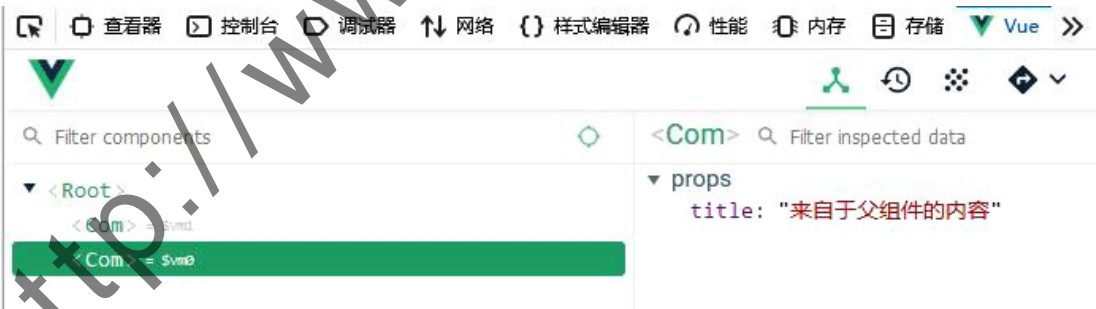 查看器 控制台 调试器 网络 {} 样式编辑器 性能 内存 存储 Vue
Filter components
<Com> Filter inspected data
<Root>
props
title: "来自于父组件的内容"
<Com> = $vm1
<Com> = $vm0
ttp://w